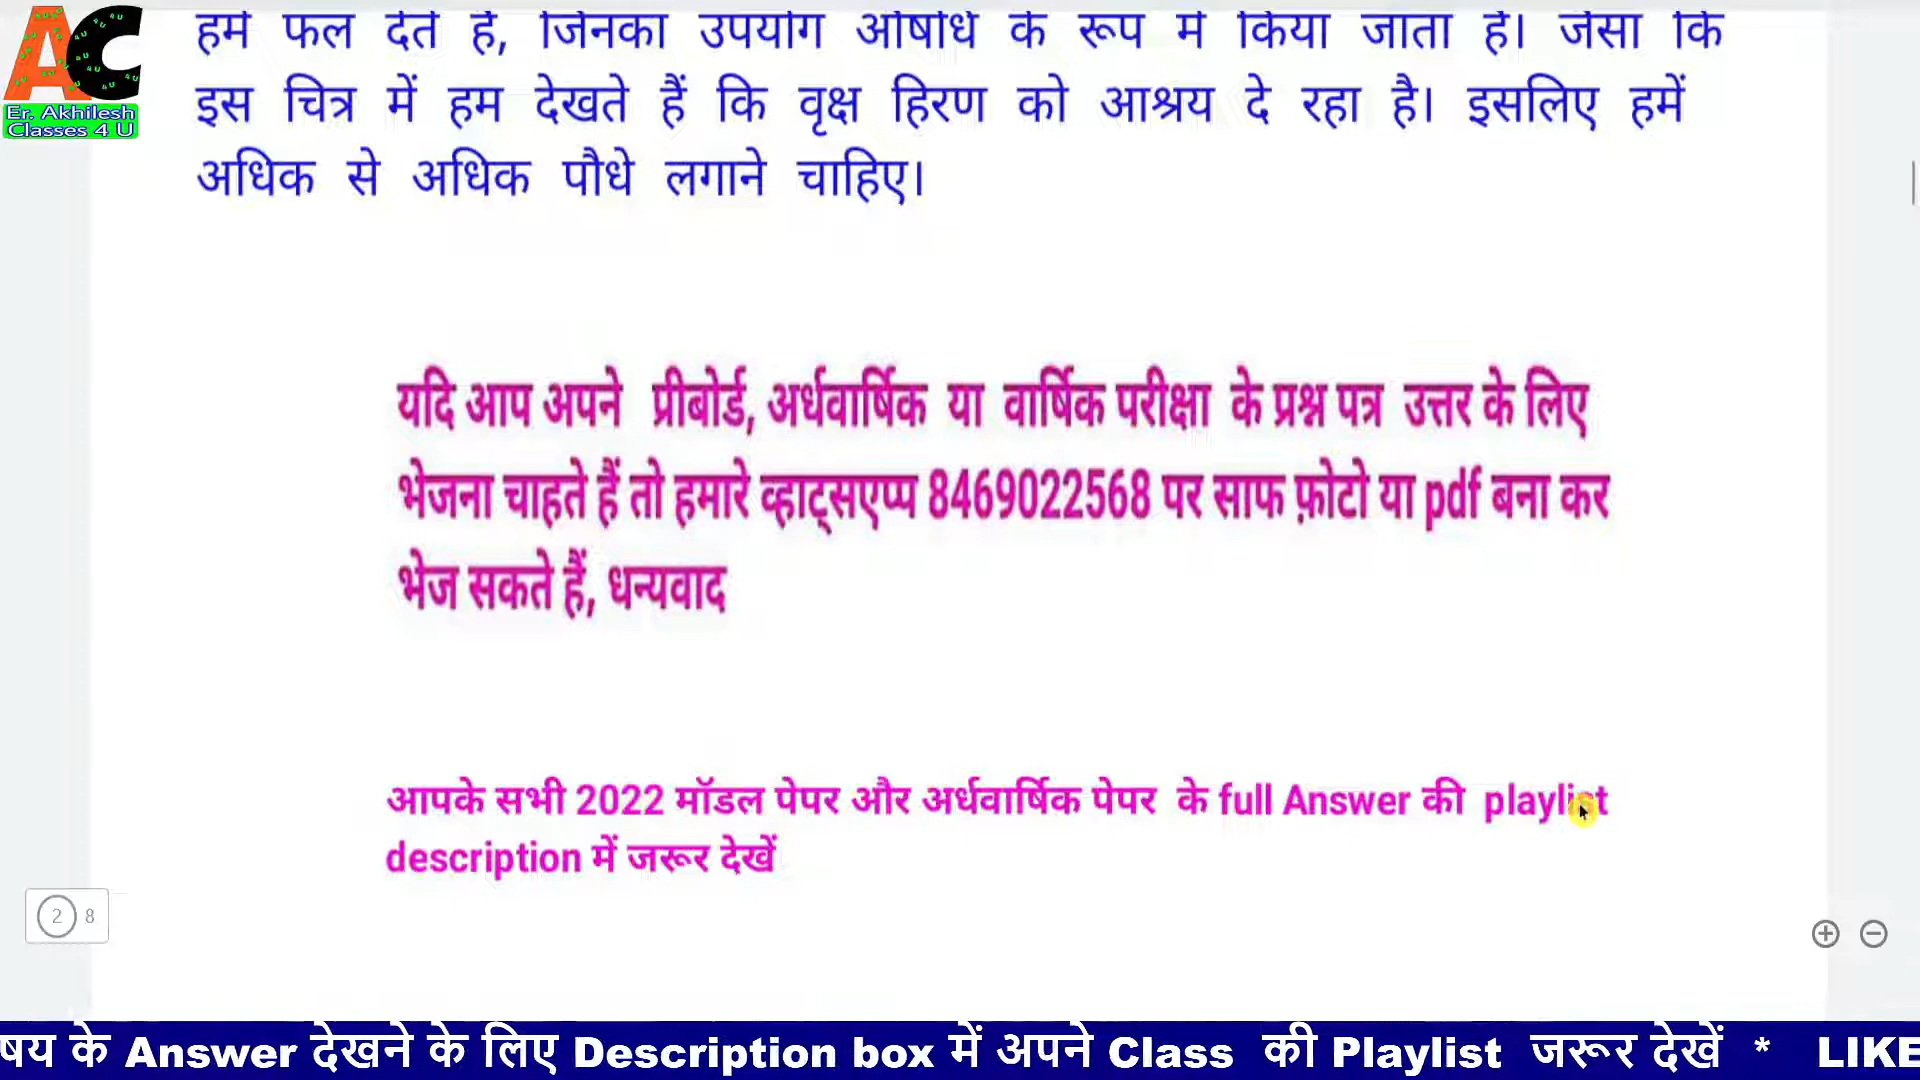 हमें फल देते हैं, जिनका उपयोग औषधि के रूप में किया जाता है। जैसा कि
इस चित्र में हम देखते हैं कि वृक्ष हिरण को आश्रय दे रहा है। इसलिए हमें
अधिक से अधिक पौधे लगाने चाहिए।
AC
Er. Akhilesh
Classes 4 U
यदि आप अपने प्रीबोर्ड, अर्धवार्षिक या वार्षिक परीक्षा के प्रश्न पत्र उत्तर के लिए
भेजना चाहते हैं तो हमारे व्हाट्सएप्प 8469022568 पर साफ फ़ोटो या pdf बना कर
भेज सकते हैं, धन्यवाद
आपके सभी 2022 मॉडल पेपर और अर्धवार्षिक पेपर के full Answer की playlist
description में जरूर देखें
2 8
षय के Answer देखने के लिए Description box में अपने Class की Playlist जरूर देखें * LIKE